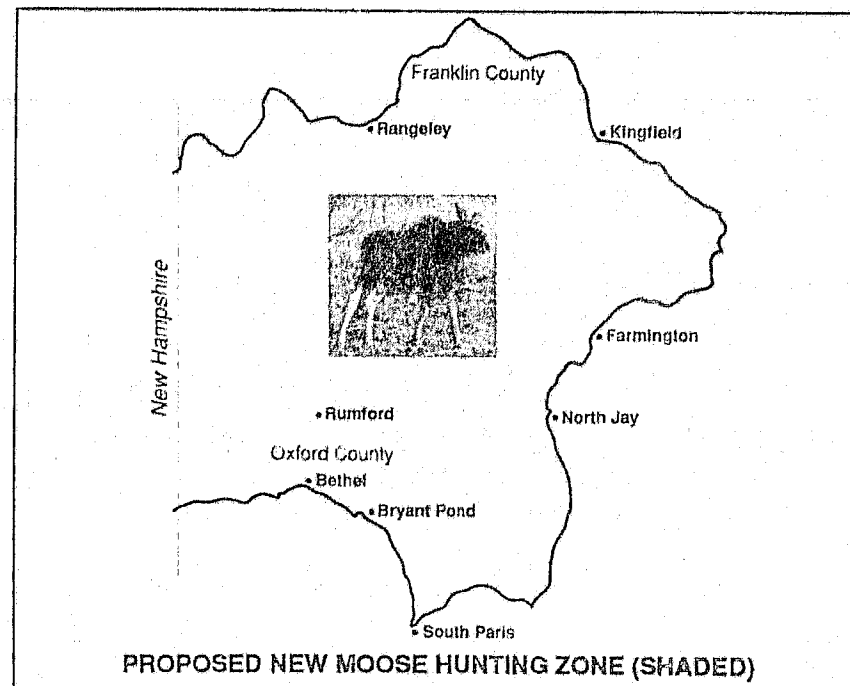 Franklin County
Rangeley
Kingfield
New Hampshire
Farmington
Rumford
North Jay
Oxford County
Bethel
Bryant Pond
South Paris
PROPOSED NEW MOOSE HUNTING ZONE (SHADED)